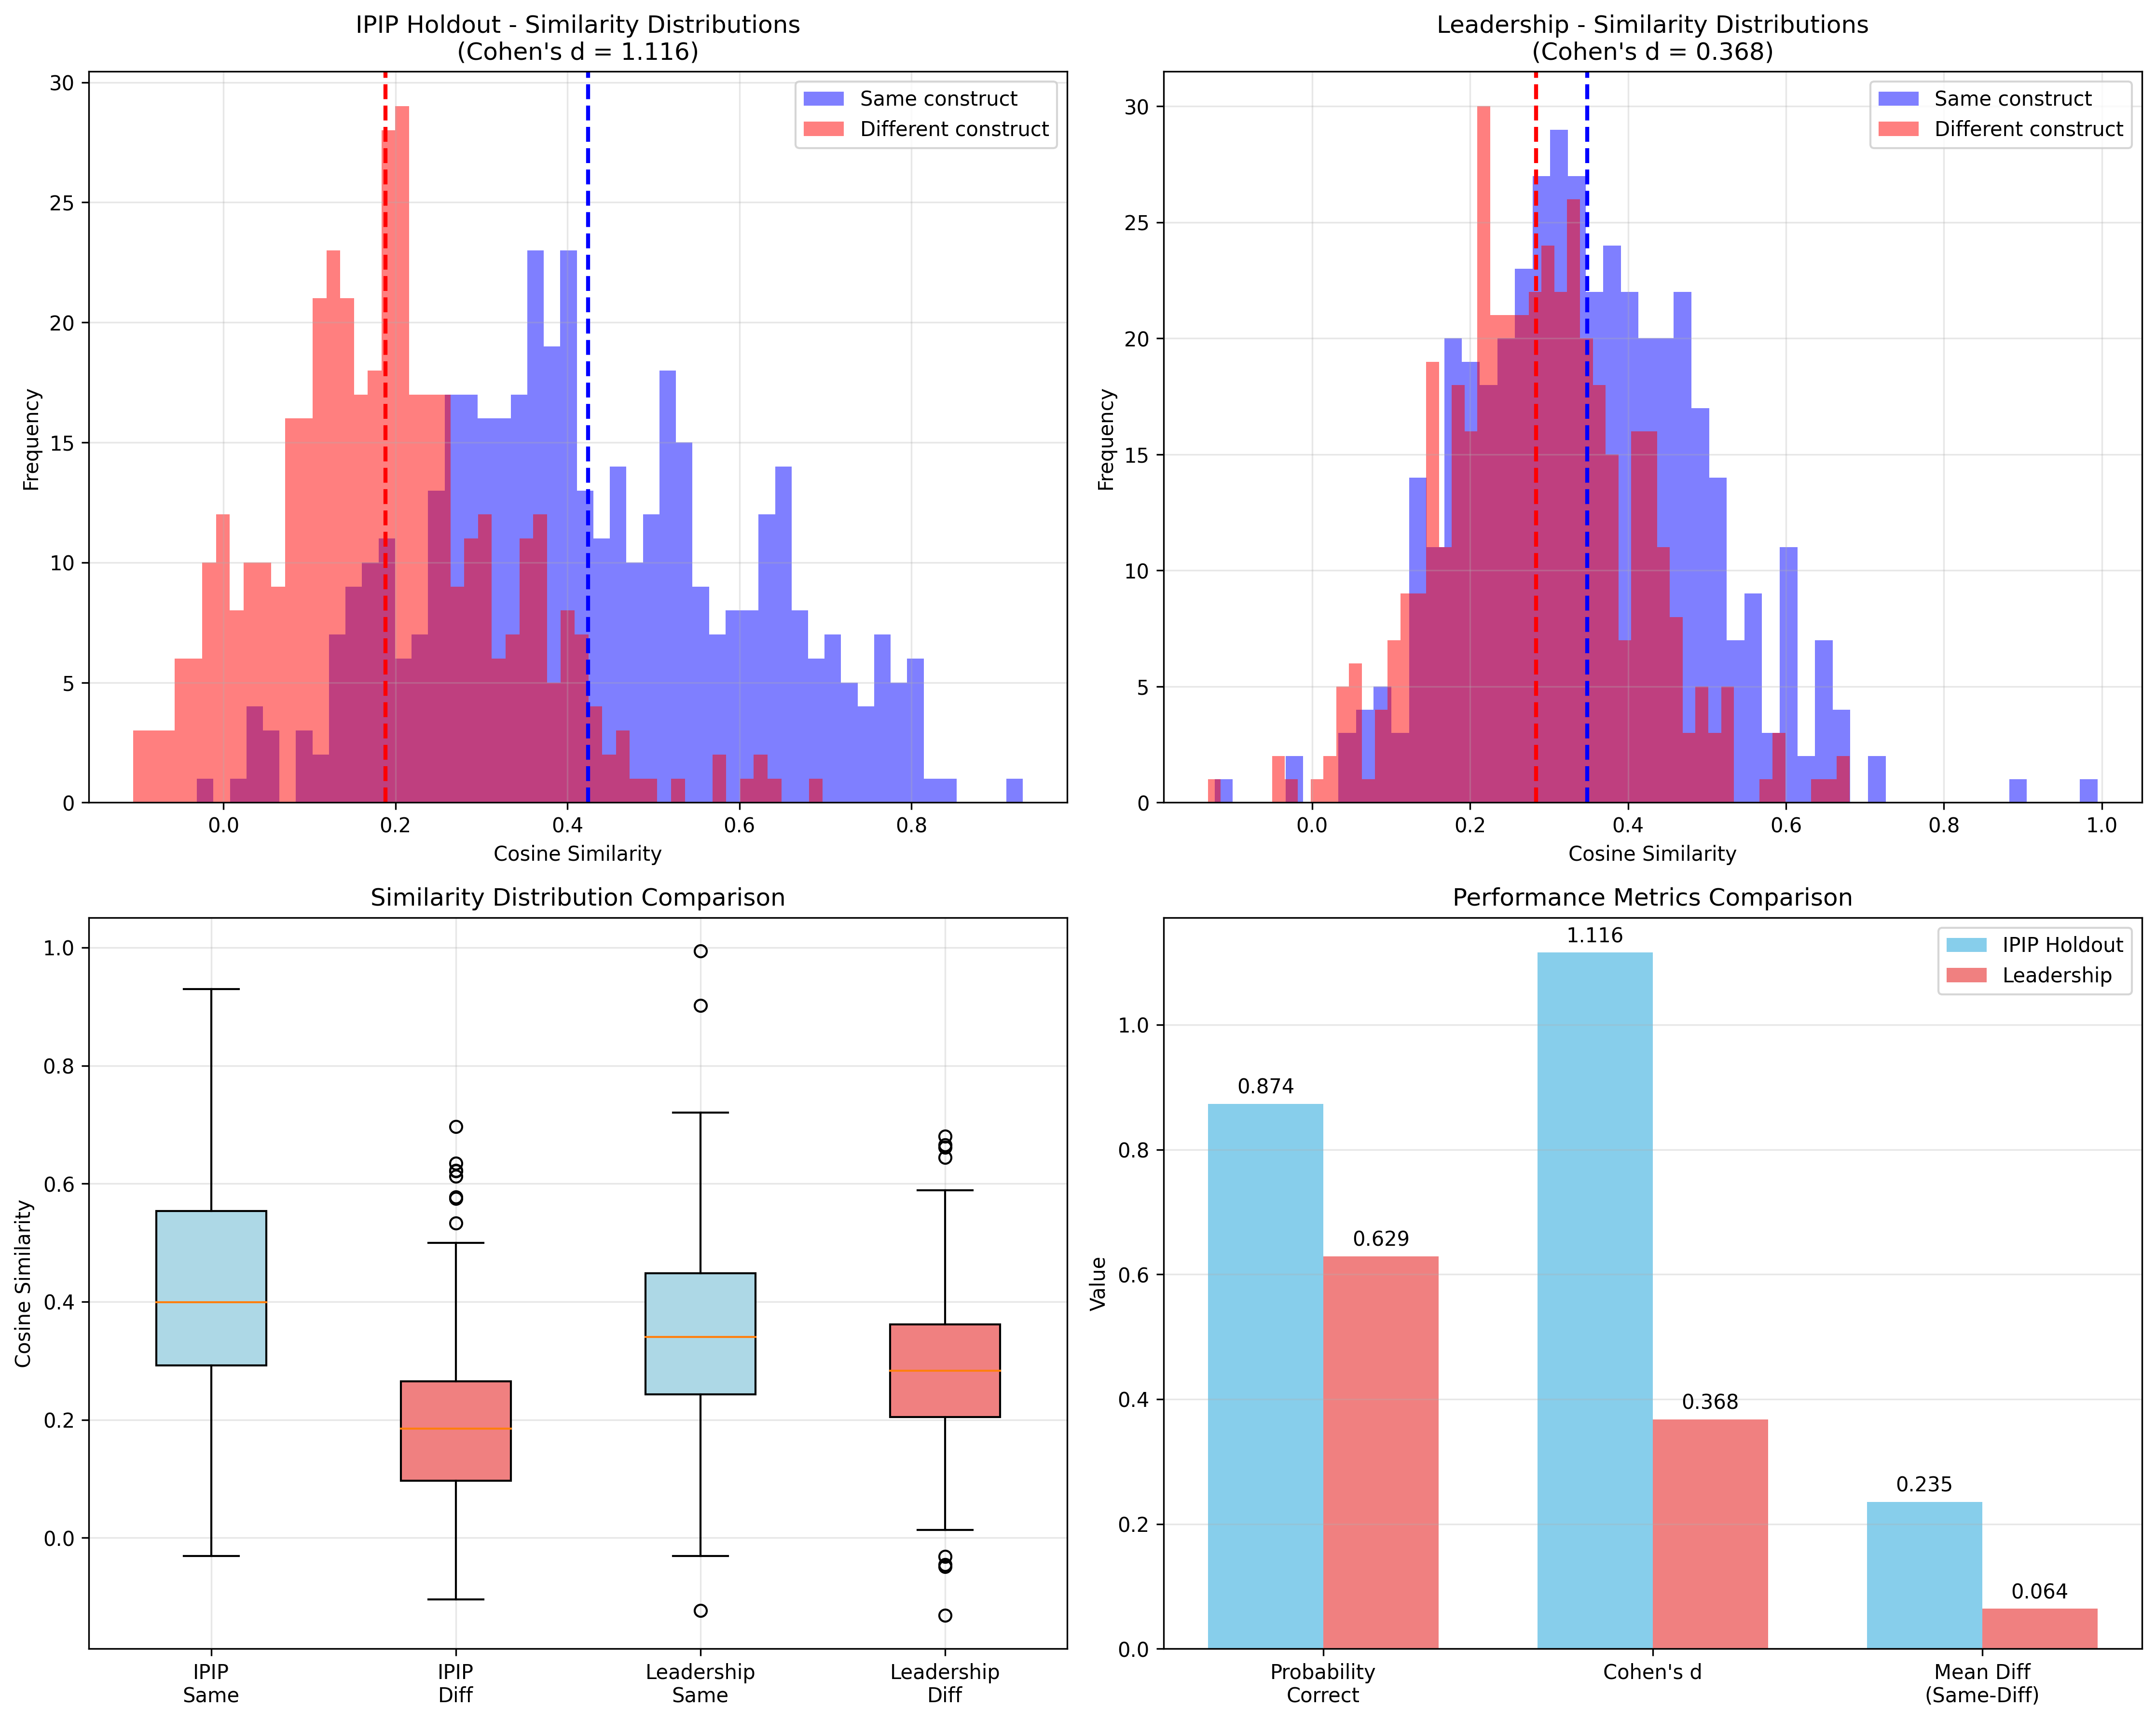 IPIP Holdout - Similarity Distributions
(Cohen's d = 1.116)
Same construct
Different construct
30
25
20
15
10
5
0
Frequency
0.0 0.2 0.4 0.6 0.8
Cosine Similarity
Leadership - Similarity Distributions
(Cohen's d = 0.368)
Same construct
Different construct
30
25
20
15
10
5
0
Frequency
0.0 0.2 0.4 0.6 0.8 1.0
Cosine Similarity
Similarity Distribution Comparison
1.0
0.8
0.6
0.4
0.2
0.0
Cosine Similarity
IPIP
Same
IPIP
Diff
Leadership
Same
Leadership
Diff
Performance Metrics Comparison
IPIP Holdout
Leadership
1.0
0.8
0.6
0.4
0.2
0.0
Value
0.874
0.629
1.116
0.368
0.235
0.064
Probability
Correct
Cohen's d
Mean Diff
(Same-Diff)